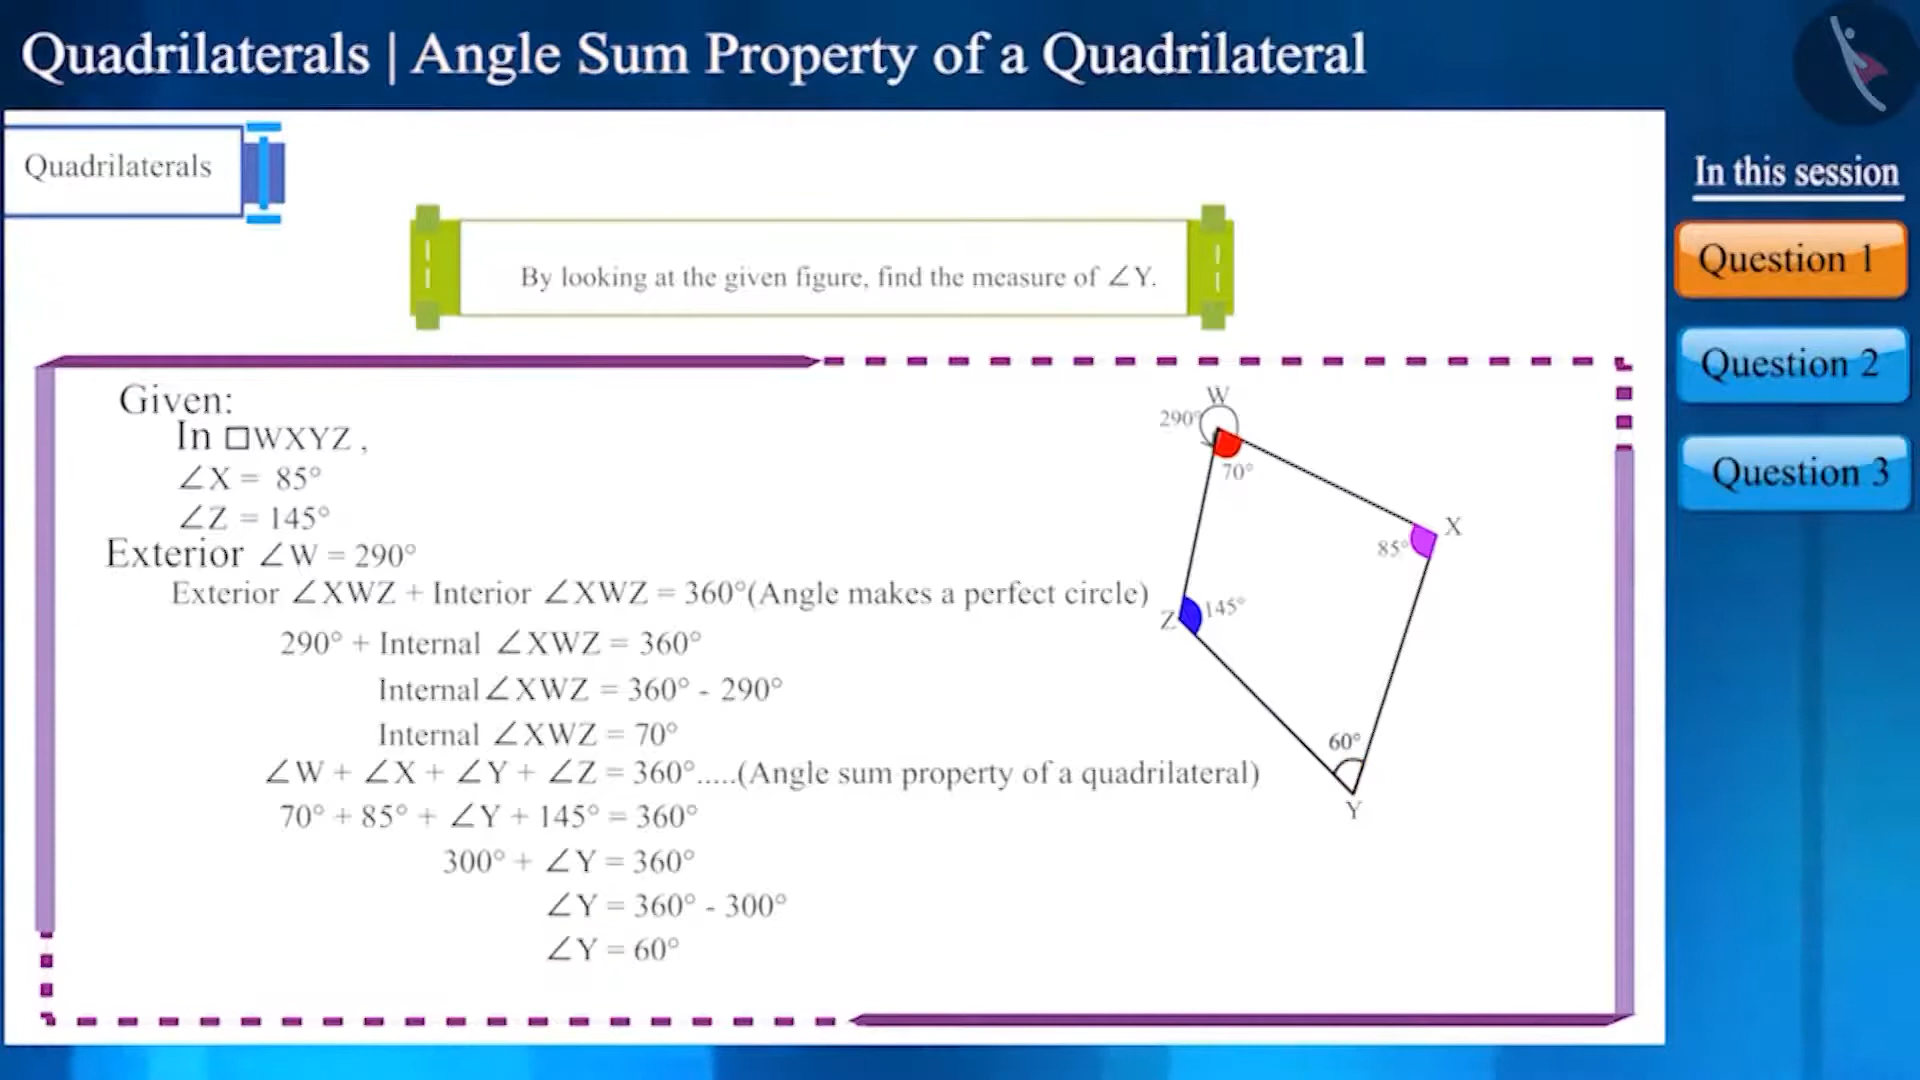 Quadrilaterals | Angle Sum Property of a Quadrilateral
Quadrilaterals
By looking at the given figure, find the measure of ∠Y.
Given:
In □WXYZ ,
∠X = 85°
∠Z = 145°
Exterior ∠W = 290°
Exterior ∠XWZ + Interior ∠XWZ = 360°(Angle makes a perfect circle)
290° + Internal ∠XWZ = 360°
Internal ∠XWZ = 360° - 290°
Internal ∠XWZ = 70°
∠W + ∠X + ∠Y + ∠Z = 360°.....(Angle sum property of a quadrilateral)
70° + 85° + ∠Y + 145° = 360°
300° + ∠Y = 360°
∠Y = 360° - 300°
∠Y = 60°
W
290°
70°
X
85°
Z
145°
60°
Y
In this session
Question 1
Question 2
Question 3